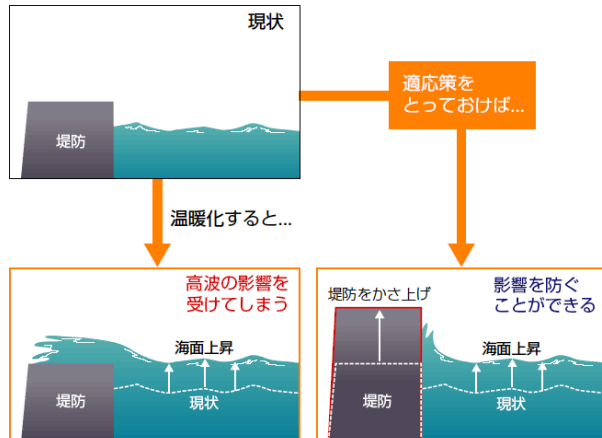 現状
堤防
適応策を
とっておけば...
温暖化すると...
高波の影響を
受けてしまう
海面上昇
現状
堤防
堤防をかさ上げ
影響を防ぐ
ことができる
海面上昇
現状
堤防